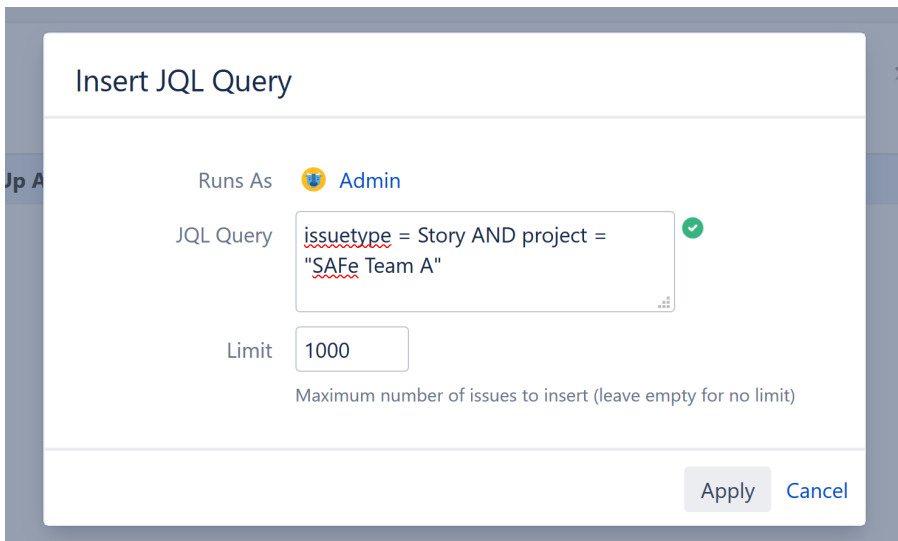 Insert JQL Query
Up A
Runs As Admin
JQL Query issuetype = Story AND project =
"SAFe Team A"
Limit 1000
Maximum number of issues to insert (leave empty for no limit)
Apply Cancel